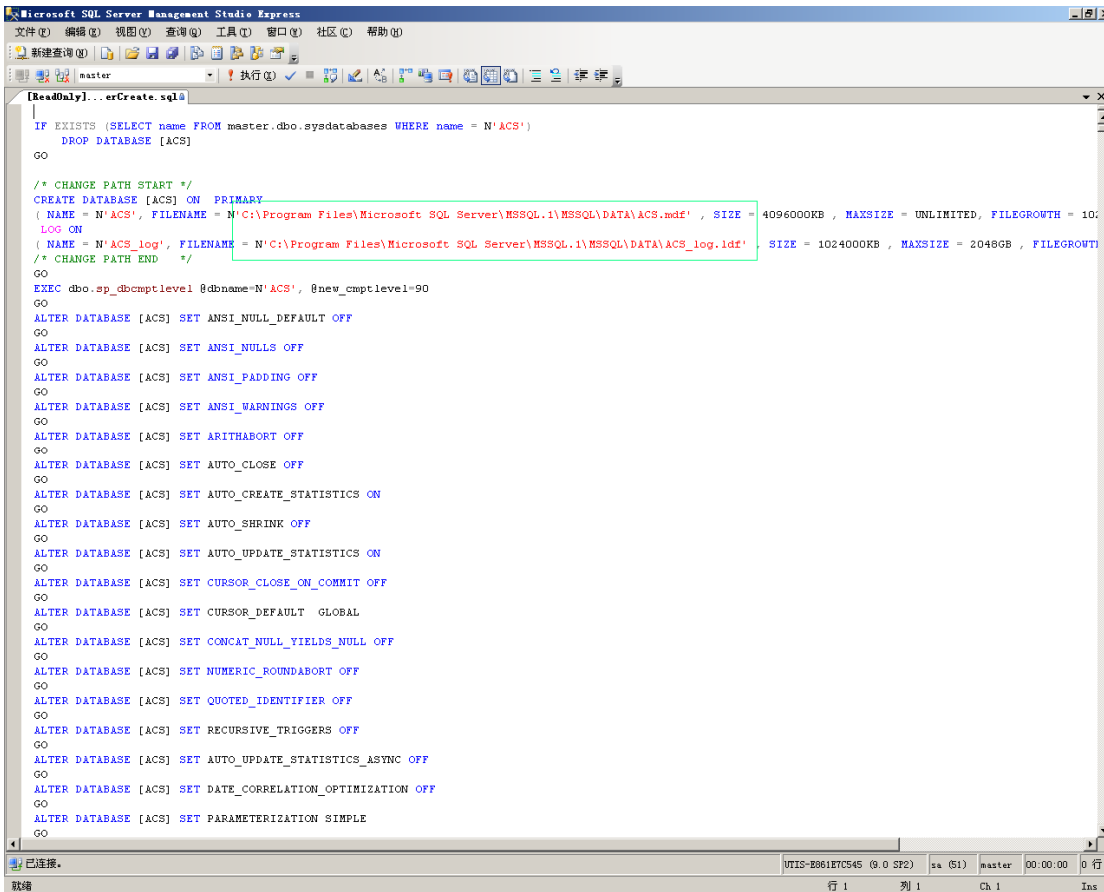 Microsoft SQL Server Management Studio Express
文件(F) 编辑(E) 视图(V) 查询(Q) 工具(T) 窗口(W) 社区(C) 帮助(H)
新建查询(N)
master 执行(X)
[ReadOnly]...erCreate.sql
IF EXISTS (SELECT name FROM master.dbo.sysdatabases WHERE name = N'ACS')
DROP DATABASE [ACS]
GO
/* CHANGE PATH START */
CREATE DATABASE [ACS] ON PRIMARY
( NAME = N'ACS', FILENAME = N'C:\Program Files\Microsoft SQL Server\MSSQL.1\MSSQL\DATA\ACS.mdf' , SIZE = 4096000KB , MAXSIZE = UNLIMITED, FILEGROWTH = 102
LOG ON
( NAME = N'ACS_log', FILENAME = N'C:\Program Files\Microsoft SQL Server\MSSQL.1\MSSQL\DATA\ACS_log.ldf' , SIZE = 1024000KB , MAXSIZE = 2048GB , FILEGROWTH
/* CHANGE PATH END */
GO
EXEC dbo.sp_dbcmptlevel @dbname=N'ACS', @new_cmptlevel=90
GO
ALTER DATABASE [ACS] SET ANSI_NULL_DEFAULT OFF
GO
ALTER DATABASE [ACS] SET ANSI_NULLS OFF
GO
ALTER DATABASE [ACS] SET ANSI_PADDING OFF
GO
ALTER DATABASE [ACS] SET ANSI_WARNINGS OFF
GO
ALTER DATABASE [ACS] SET ARITHABORT OFF
GO
ALTER DATABASE [ACS] SET AUTO_CLOSE OFF
GO
ALTER DATABASE [ACS] SET AUTO_CREATE_STATISTICS ON
GO
ALTER DATABASE [ACS] SET AUTO_SHRINK OFF
GO
ALTER DATABASE [ACS] SET AUTO_UPDATE_STATISTICS ON
GO
ALTER DATABASE [ACS] SET CURSOR_CLOSE_ON_COMMIT OFF
GO
ALTER DATABASE [ACS] SET CURSOR_DEFAULT GLOBAL
GO
ALTER DATABASE [ACS] SET CONCAT_NULL_YIELDS_NULL OFF
GO
ALTER DATABASE [ACS] SET NUMERIC_ROUNDABORT OFF
GO
ALTER DATABASE [ACS] SET QUOTED_IDENTIFIER OFF
GO
ALTER DATABASE [ACS] SET RECURSIVE_TRIGGERS OFF
GO
ALTER DATABASE [ACS] SET AUTO_UPDATE_STATISTICS_ASYNC OFF
GO
ALTER DATABASE [ACS] SET DATE_CORRELATION_OPTIMIZATION OFF
GO
ALTER DATABASE [ACS] SET PARAMETERIZATION SIMPLE
GO
已连接。 UTIS-E861E7C545 (9.0 SP2) sa (51) master 00:00:00 0 行
就绪 行 1 列 1 Ch 1 Ins